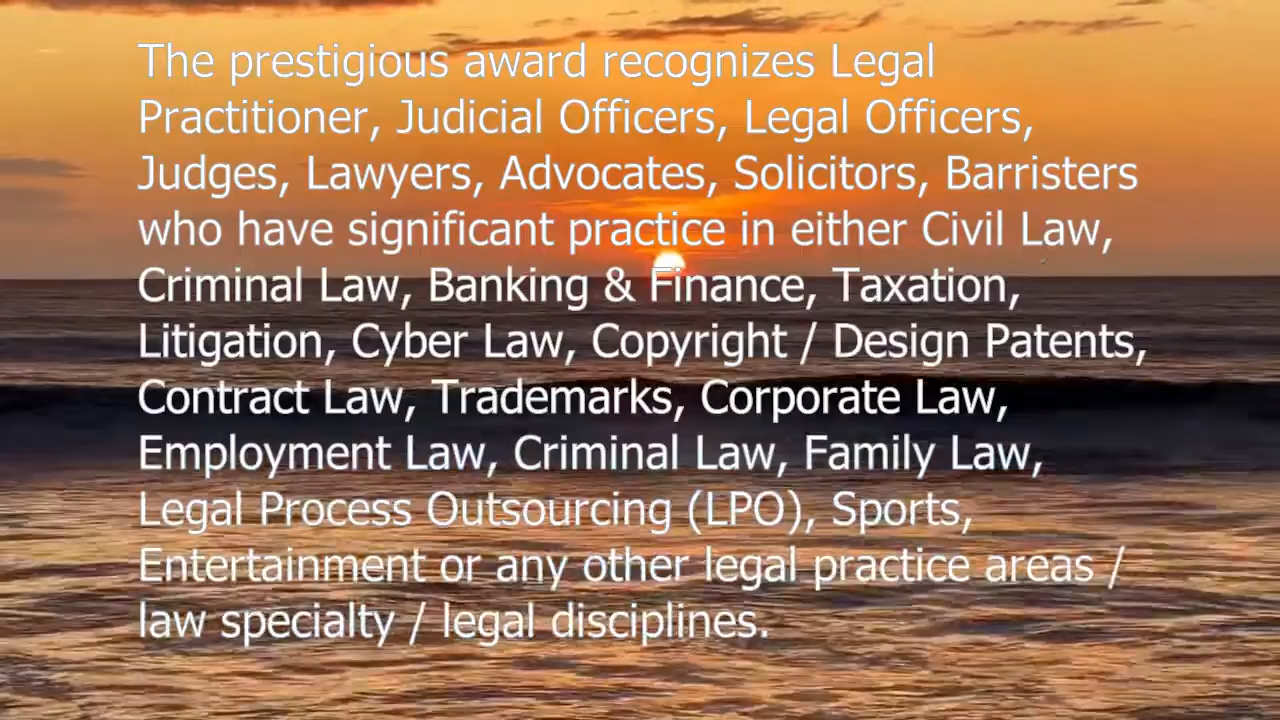 The prestigious award recognizes Legal
Practitioner, Judicial Officers, Legal Officers,
Judges, Lawyers, Advocates, Solicitors, Barristers
who have significant practice in either Civil Law,
Criminal Law, Banking & Finance, Taxation,
Litigation, Cyber Law, Copyright / Design Patents,
Contract Law, Trademarks, Corporate Law,
Employment Law, Criminal Law, Family Law,
Legal Process Outsourcing (LPO), Sports,
Entertainment or any other legal practice areas /
law specialty / legal disciplines.